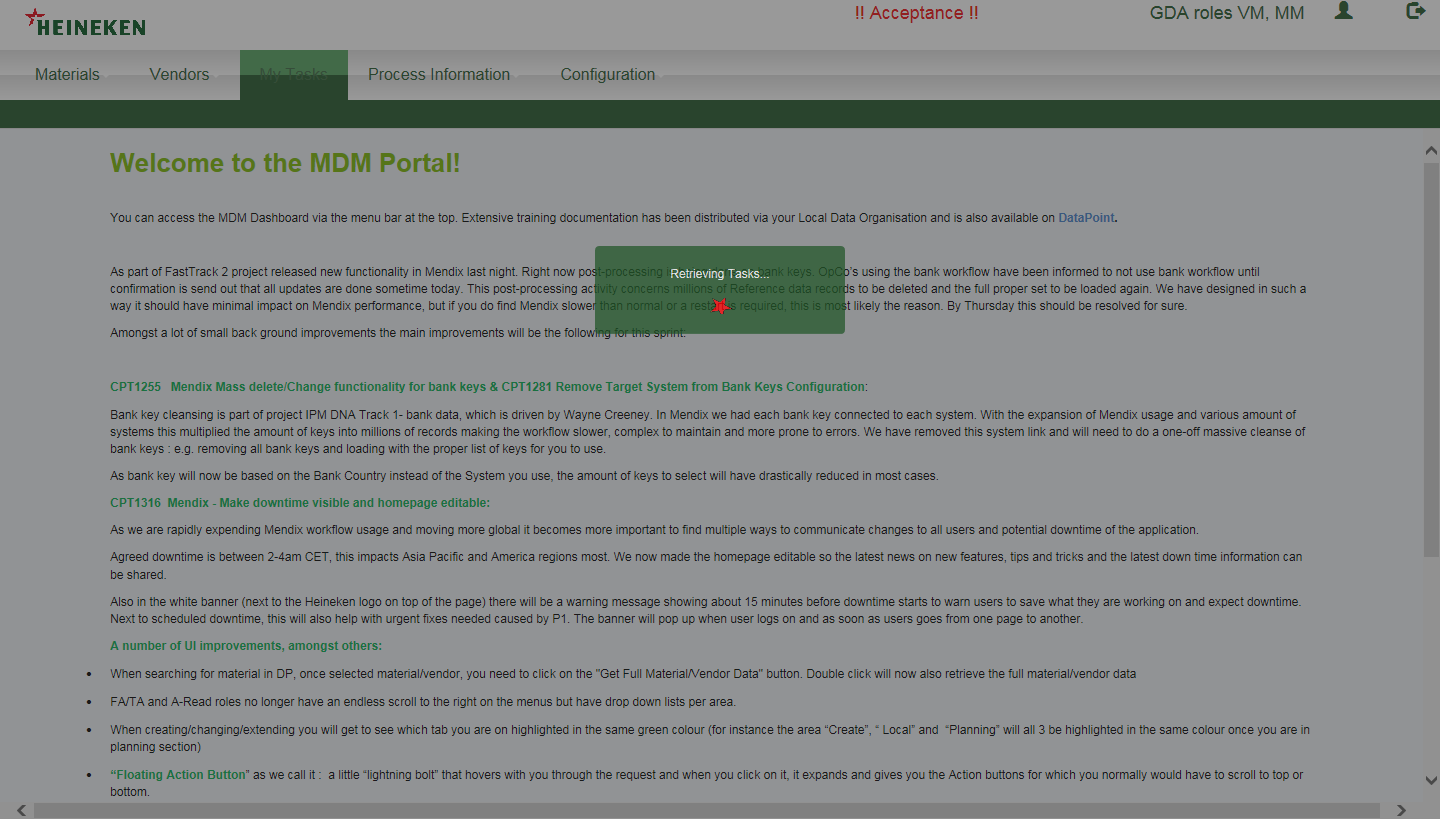 HEINEKEN
!! Acceptance !!
GDA roles VM, MM
Materials
Vendors
My Tasks
Process Information
Configuration
Welcome to the MDM Portal!
You can access the MDM Dashboard via the menu bar at the top. Extensive training documentation has been distributed via your Local Data Organisation and is also available on DataPoint.
Retrieving Tasks...
As part of FastTrack 2 project released new functionality in Mendix last night. Right now post-processing bank keys. OpCo's using the bank workflow have been informed to not use bank workflow until
confirmation is send out that all updates are done sometime today. This post-processing activity concerns millions of Reference data records to be deleted and the full proper set to be loaded again. We have designed in such a
way it should have minimal impact on Mendix performance, but if you do find Mendix slower than normal or a restart is required, this is most likely the reason. By Thursday this should be resolved for sure.
Amongst a lot of small back ground improvements the main improvements will be the following for this sprint:
CPT1255 Mendix Mass delete/Change functionality for bank keys & CPT1281 Remove Target System from Bank Keys Configuration:
Bank key cleansing is part of project IPM DNA Track 1- bank data, which is driven by Wayne Creeney. In Mendix we had each bank key connected to each system. With the expansion of Mendix usage and various amount of
systems this multiplied the amount of keys into millions of records making the workflow slower, complex to maintain and more prone to errors. We have removed this system link and will need to do a one-off massive cleanse of
bank keys : e.g. removing all bank keys and loading with the proper list of keys for you to use.
As bank key will now be based on the Bank Country instead of the System you use, the amount of keys to select will have drastically reduced in most cases.
CPT1316 Mendix - Make downtime visible and homepage editable:
As we are rapidly expending Mendix workflow usage and moving more global it becomes more important to find multiple ways to communicate changes to all users and potential downtime of the application.
Agreed downtime is between 2-4am CET, this impacts Asia Pacific and America regions most. We now made the homepage editable so the latest news on new features, tips and tricks and the latest down time information can
be shared.
Also in the white banner (next to the Heineken logo on top of the page) there will be a warning message showing about 15 minutes before downtime starts to warn users to save what they are working on and expect downtime.
Next to scheduled downtime, this will also help with urgent fixes needed caused by P1. The banner will pop up when user logs on and as soon as users goes from one page to another.
A number of UI improvements, amongst others:
• When searching for material in DP, once selected material/vendor, you need to click on the "Get Full Material/Vendor Data" button. Double click will now also retrieve the full material/vendor data
• FA/TA and A-Read roles no longer have an endless scroll to the right on the menus but have drop down lists per area.
• When creating/changing/extending you will get to see which tab you are on highlighted in the same green colour (for instance the area “Create”, “ Local” and “Planning” will all 3 be highlighted in the same colour once you are in
planning section)
• “Floating Action Button” as we call it : a little “lightning bolt” that hovers with you through the request and when you click on it, it expands and gives you the Action buttons for which you normally would have to scroll to top or
bottom.